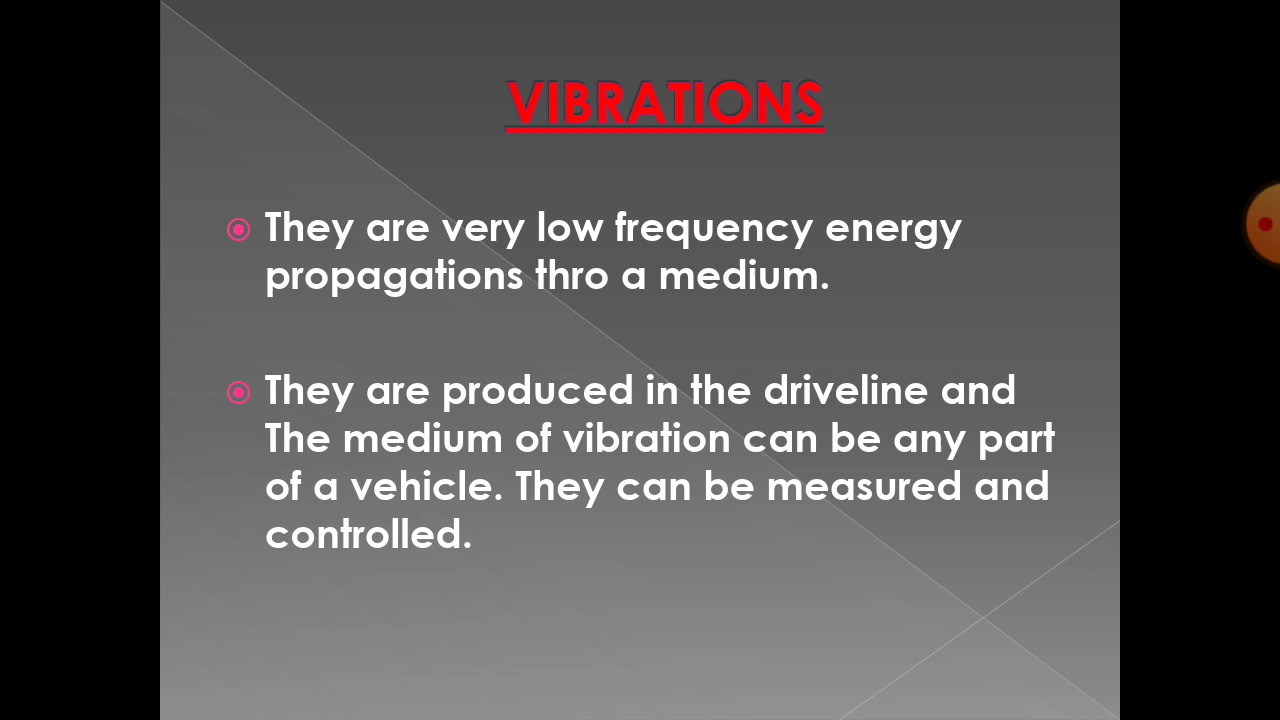 VIBRATIONS
They are very low frequency energy
propagations thro a medium.
They are produced in the driveline and
The medium of vibration can be any part
of a vehicle. They can be measured and
controlled.